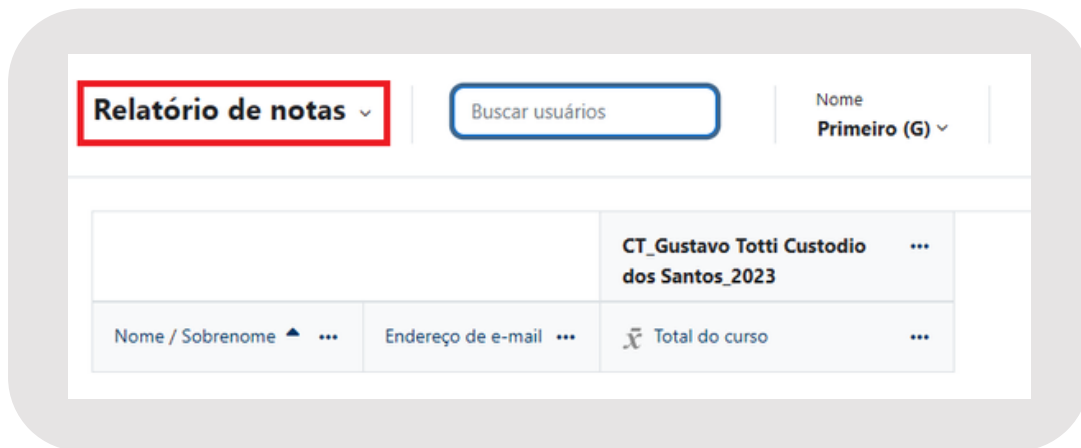 Relatório de notas
Buscar usuários
Nome
Primeiro (G)
CT_Gustavo Totti Custodio
dos Santos_2023
Nome / Sobrenome
Endereço de e-mail
x̄ Total do curso